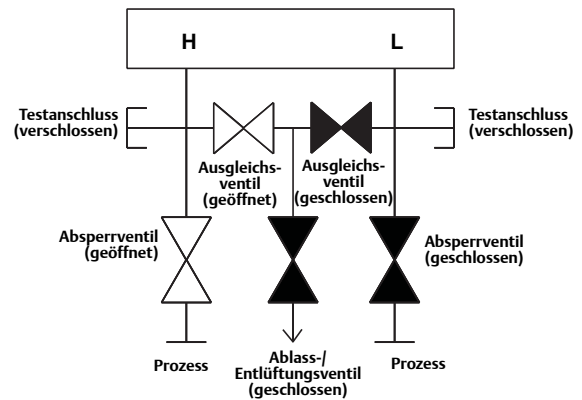 H
L
Testanschluss
(verschlossen)
Testanschluss
(verschlossen)
Ausgleichs-
ventil
(geöffnet)
Ausgleichs-
ventil
(geschlossen)
Absperrventil
(geöffnet)
Absperrventil
(geschlossen)
Prozess
Ablass-/
Entlüftungsventil
(geschlossen)
Prozess